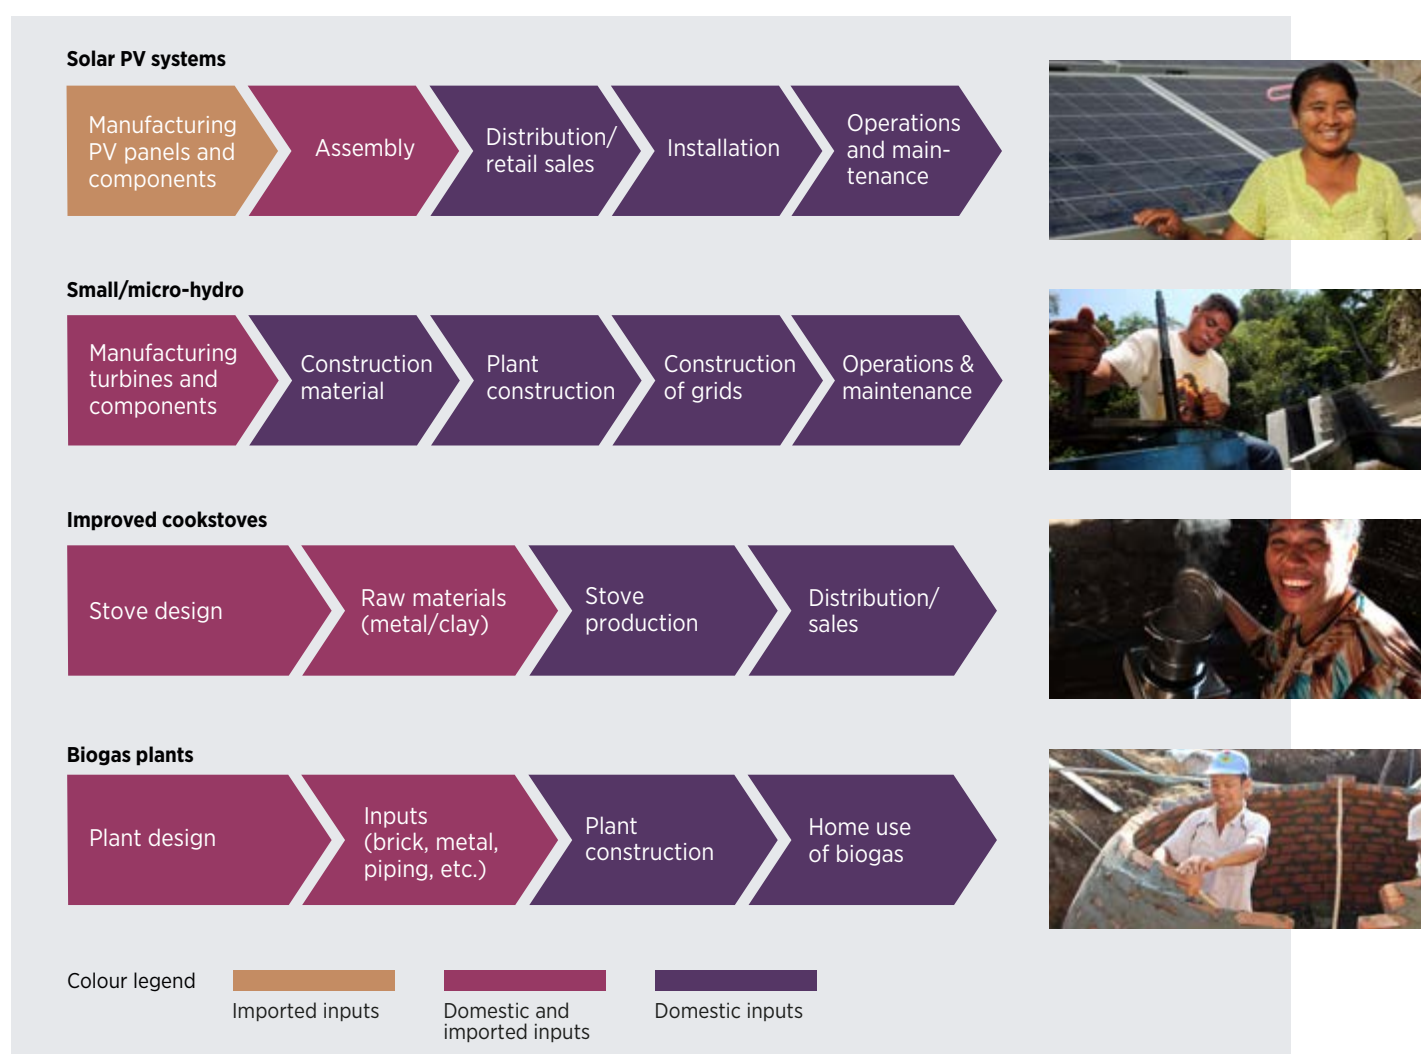 Solar PV systems
Manufacturing
PV panels and
components
Assembly
Distribution/
retail sales
Installation
Operations
and main-
tenance
Small/micro-hydro
Manufacturing
turbines and
components
Construction
material
Plant
construction
Construction
of grids
Operations &
maintenance
Improved cookstoves
Stove design
Raw materials
(metal/clay)
Stove
production
Distribution/
sales
Biogas plants
Plant design
Inputs
(brick, metal,
piping, etc.)
Plant
construction
Home use
of biogas
Colour legend
Imported inputs
Domestic and
imported inputs
Domestic inputs